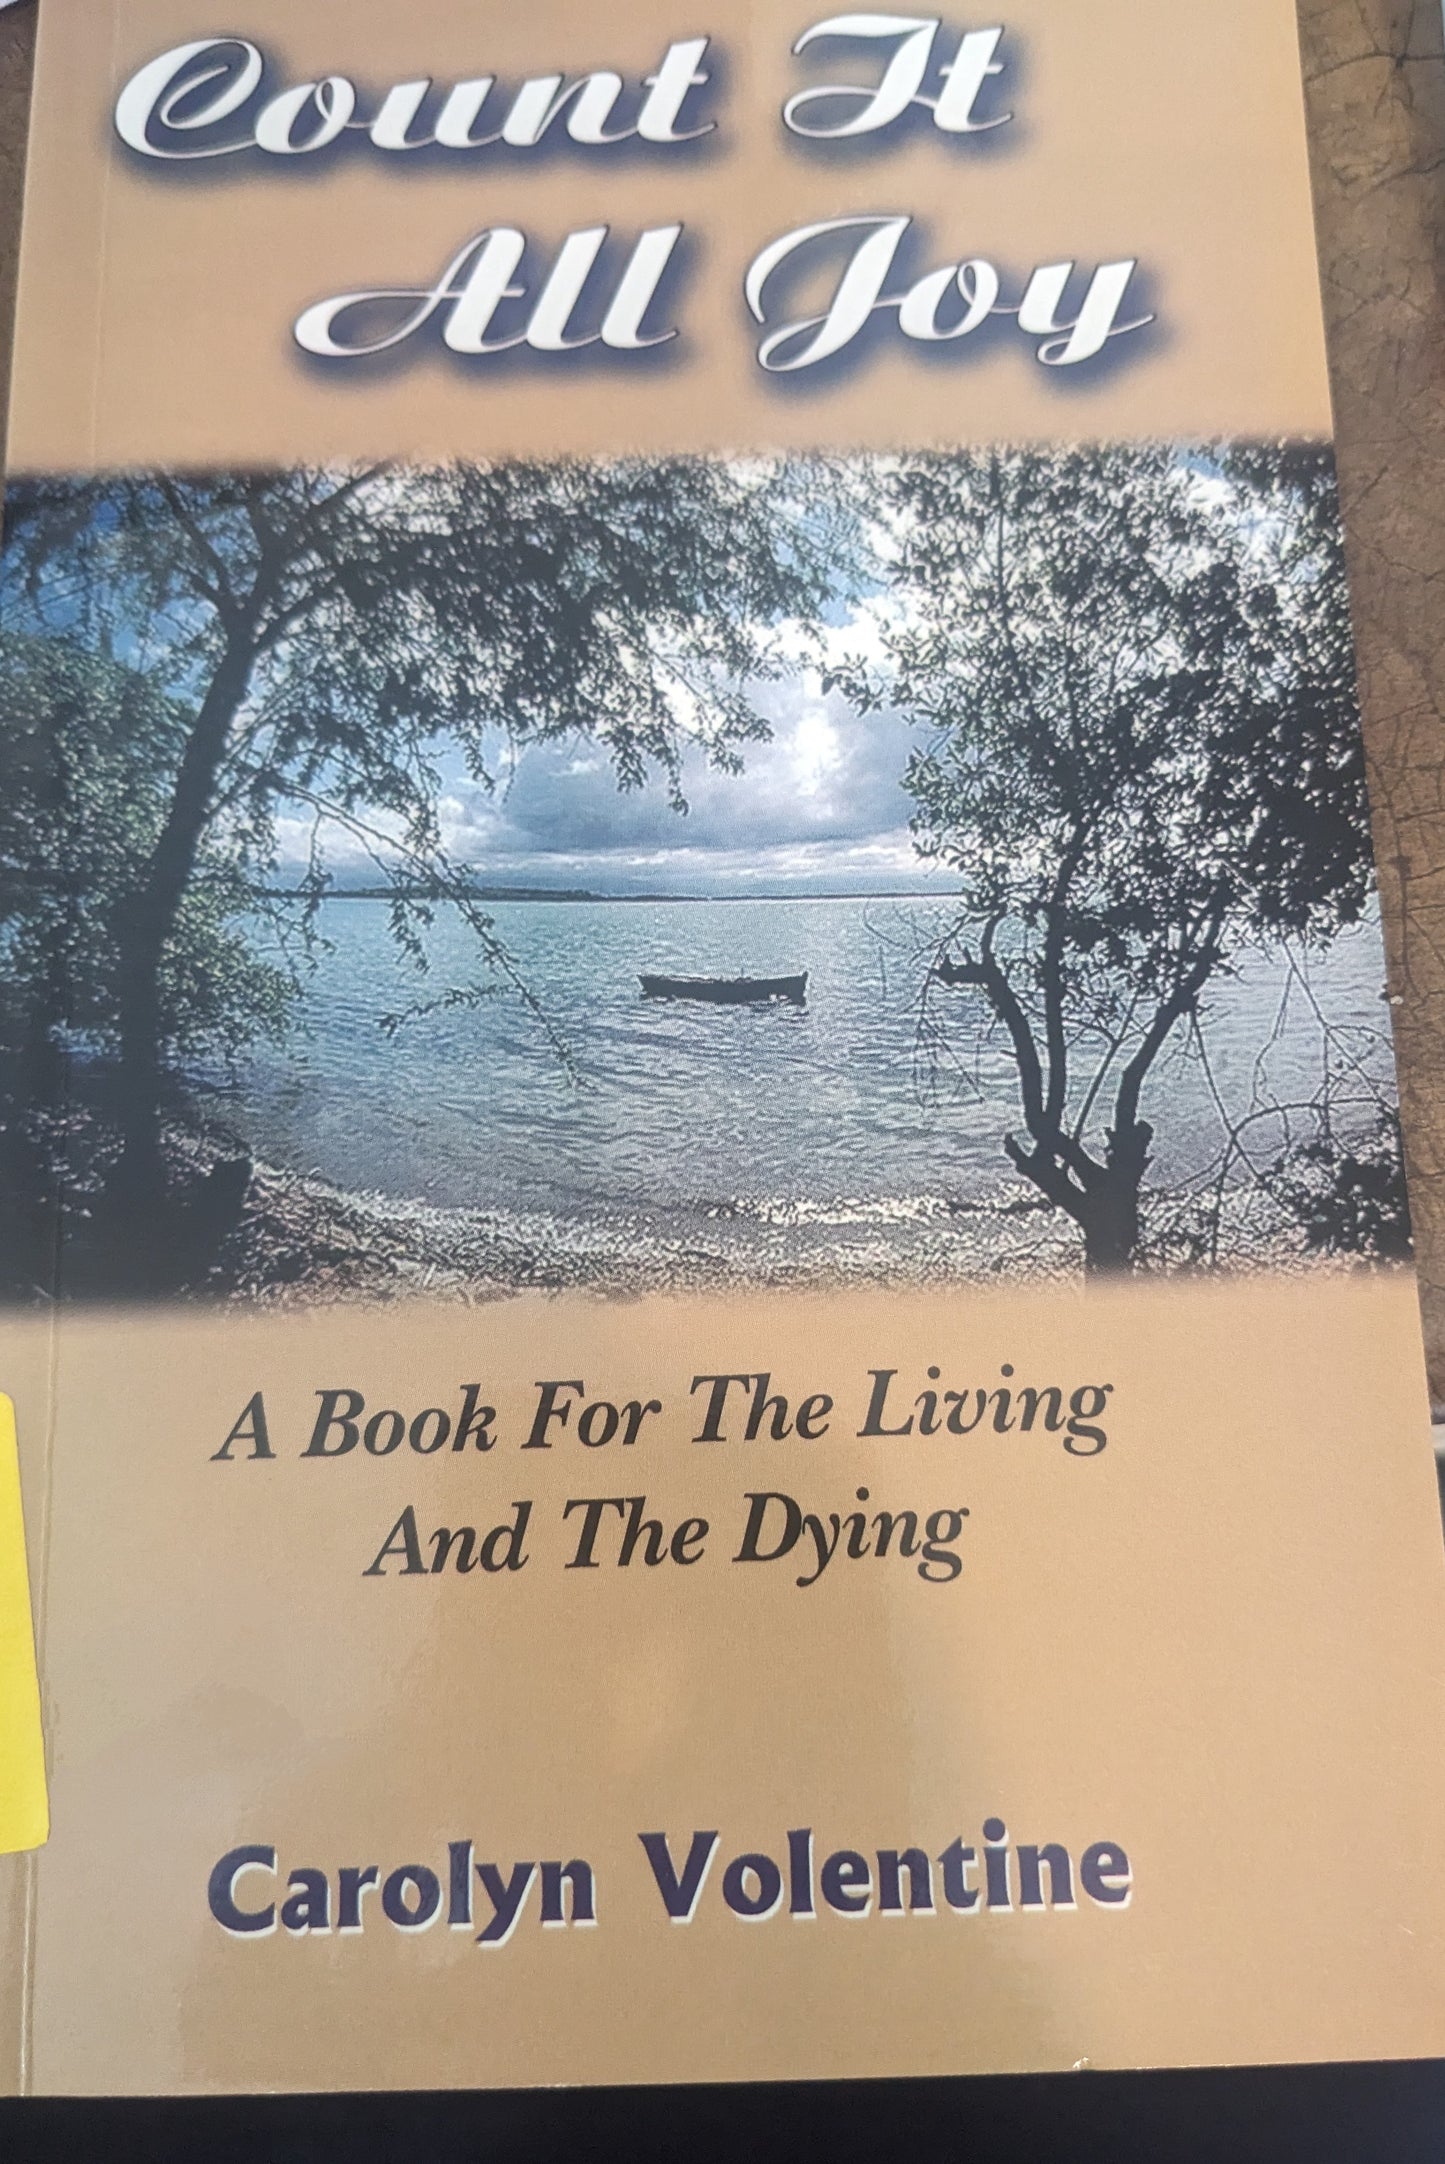 Count It
All Joy
A Book For The Living
And The Dying
Carolyn Volentine